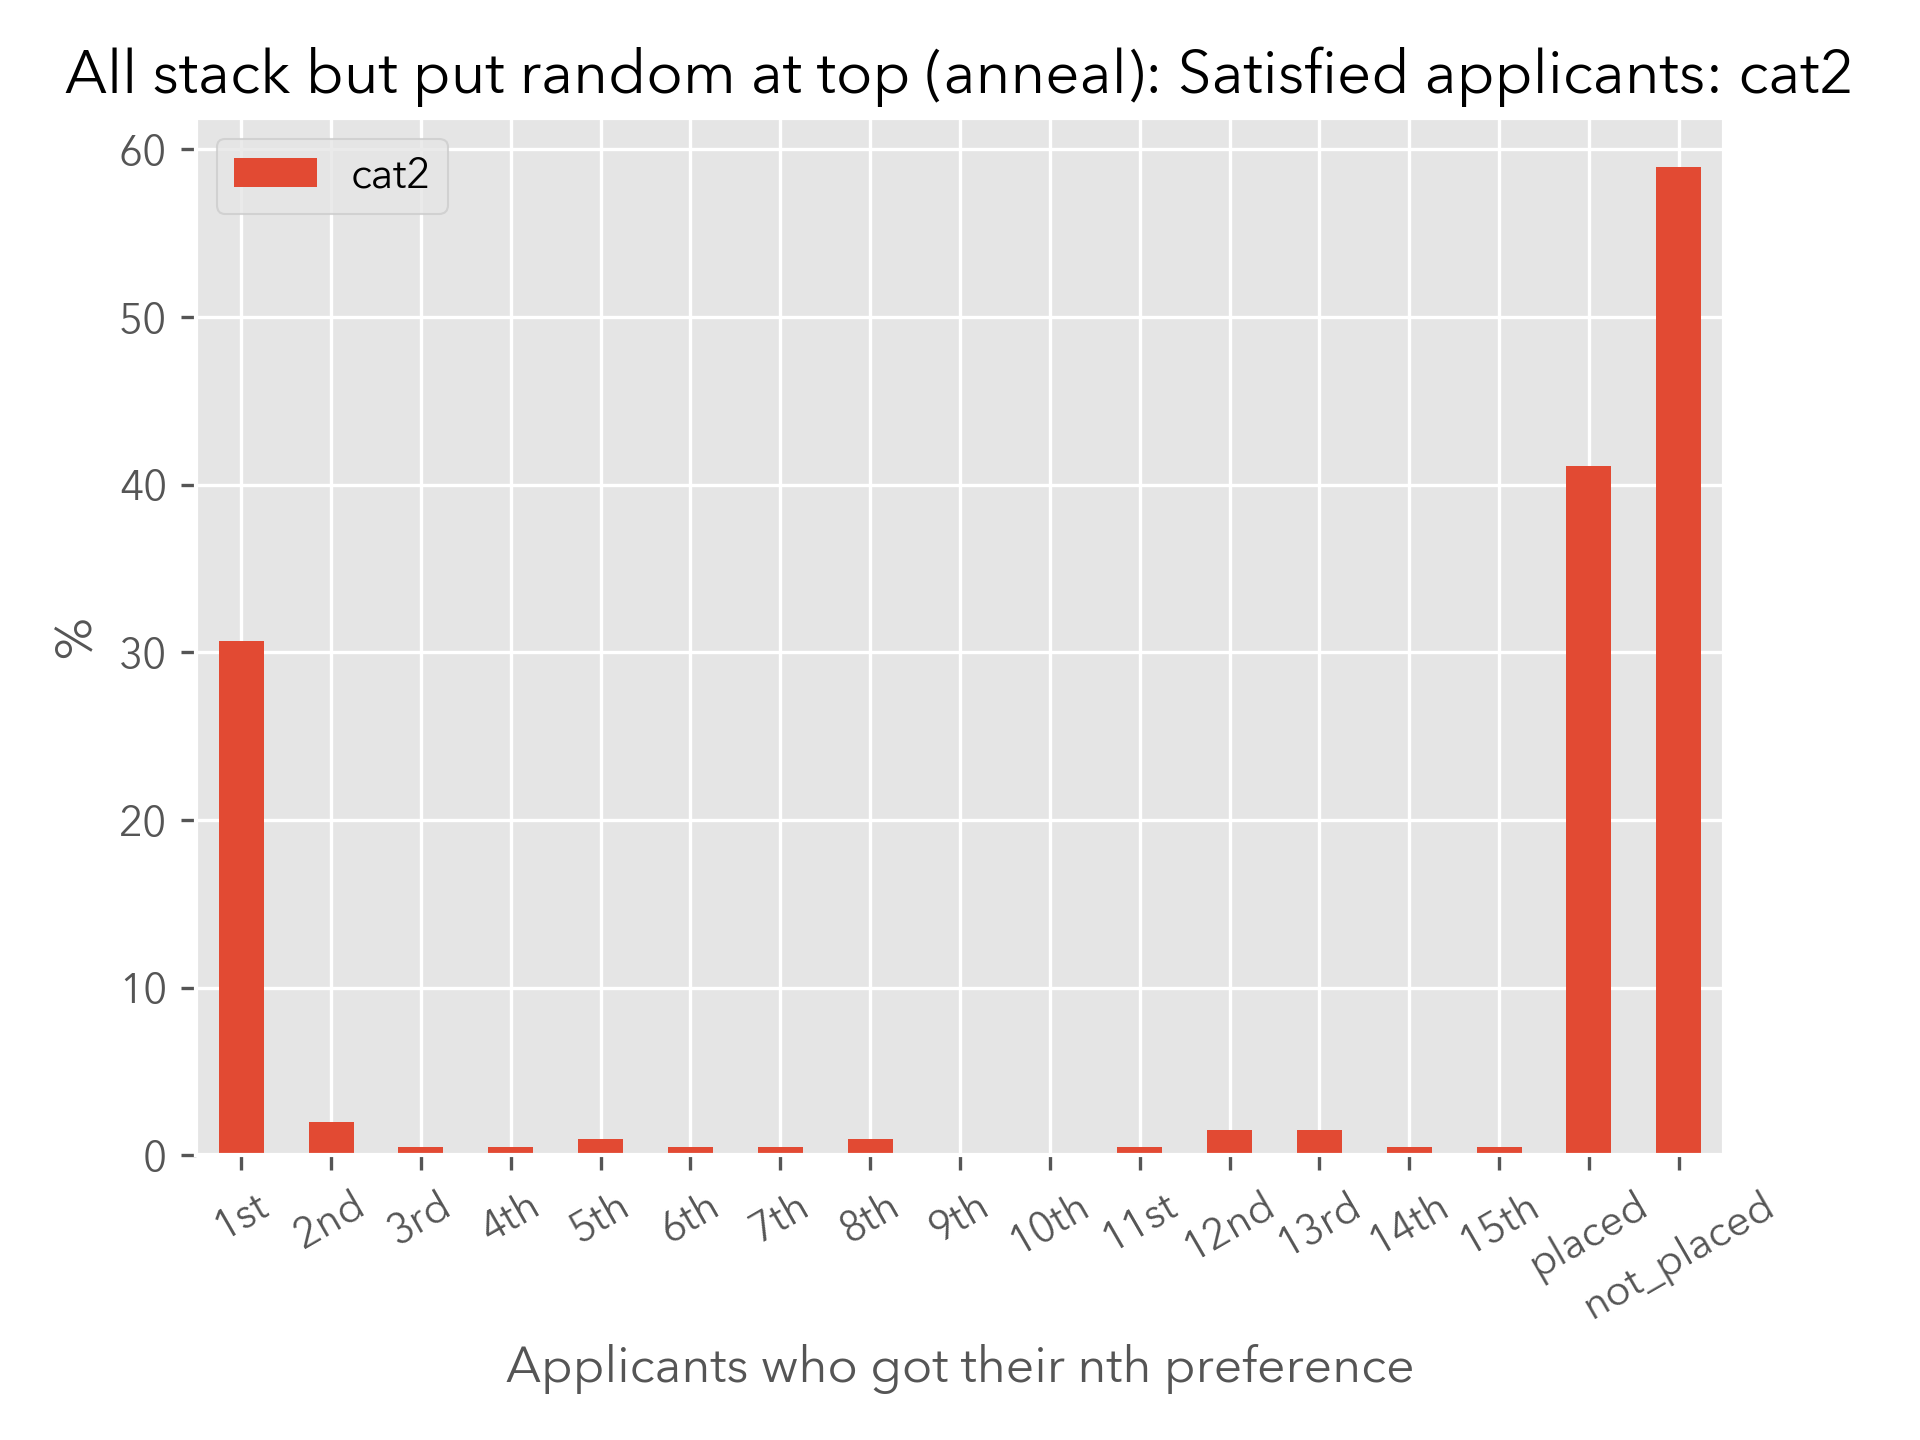 All stack but put random at top (anneal): Satisfied applicants: cat2
cat2
60
50
40
30
20
10
0
%
1st
2nd
3rd
4th
5th
6th
7th
8th
9th
10th
11st
12nd
13rd
14th
15th
placed
not_placed
Applicants who got their nth preference